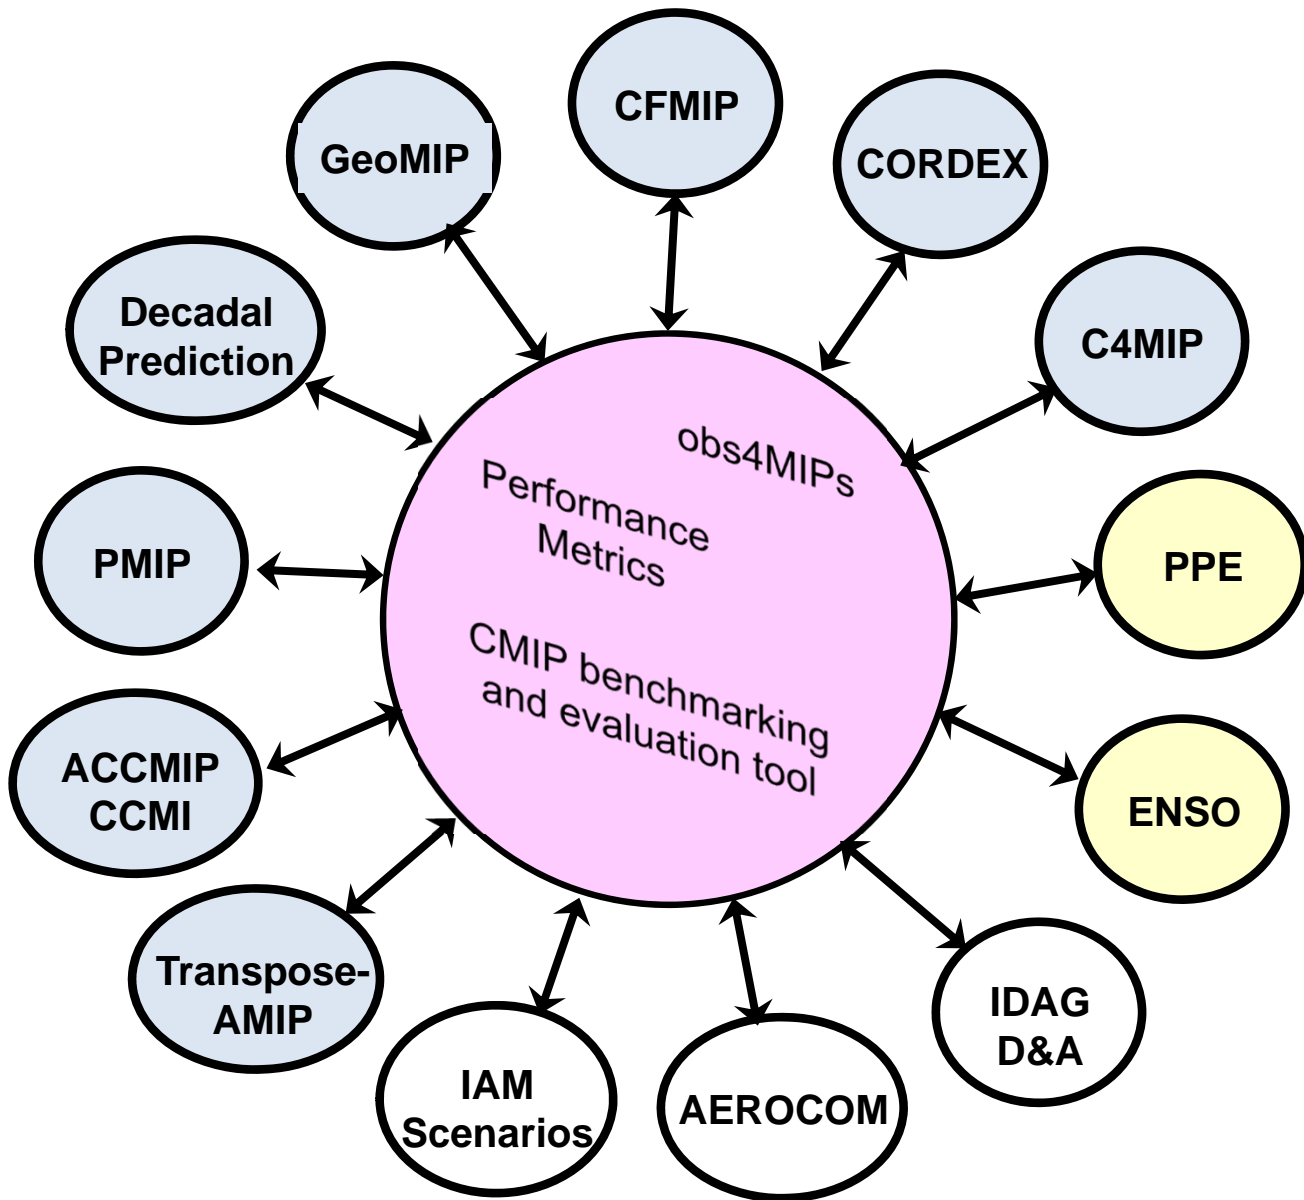 CFMIP
GeoMIP
CORDEX
Decadal
Prediction
C4MIP
obs4MIPs
Performance
Metrics
PMIP
PPE
CMIP benchmarking
and evaluation tool
ACCMIP
CCMI
ENSO
Transpose-
AMIP
IDAG
D&A
IAM
Scenarios
AEROCOM